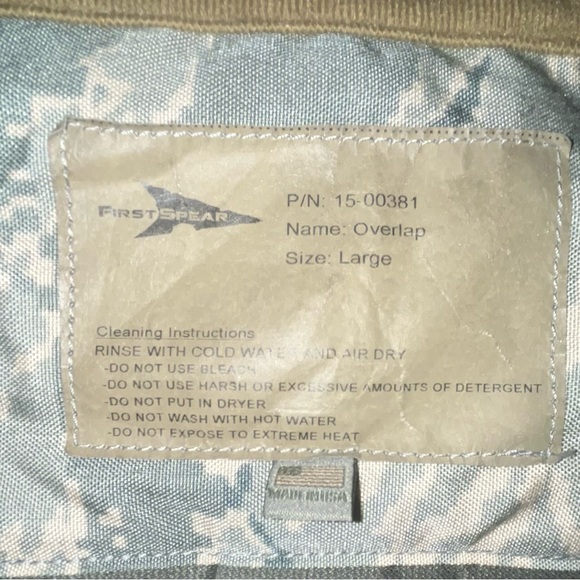 FIRSTSPEAR
P/N: 15-00381
Name: Overlap
Size: Large
Cleaning Instructions
RINSE WITH COLD WATER AND AIR DRY
-DO NOT USE BLEACH
-DO NOT USE HARSH OR EXCESSIVE AMOUNTS OF DETERGENT
-DO NOT PUT IN DRYER
-DO NOT WASH WITH HOT WATER
-DO NOT EXPOSE TO EXTREME HEAT
MADE IN USA